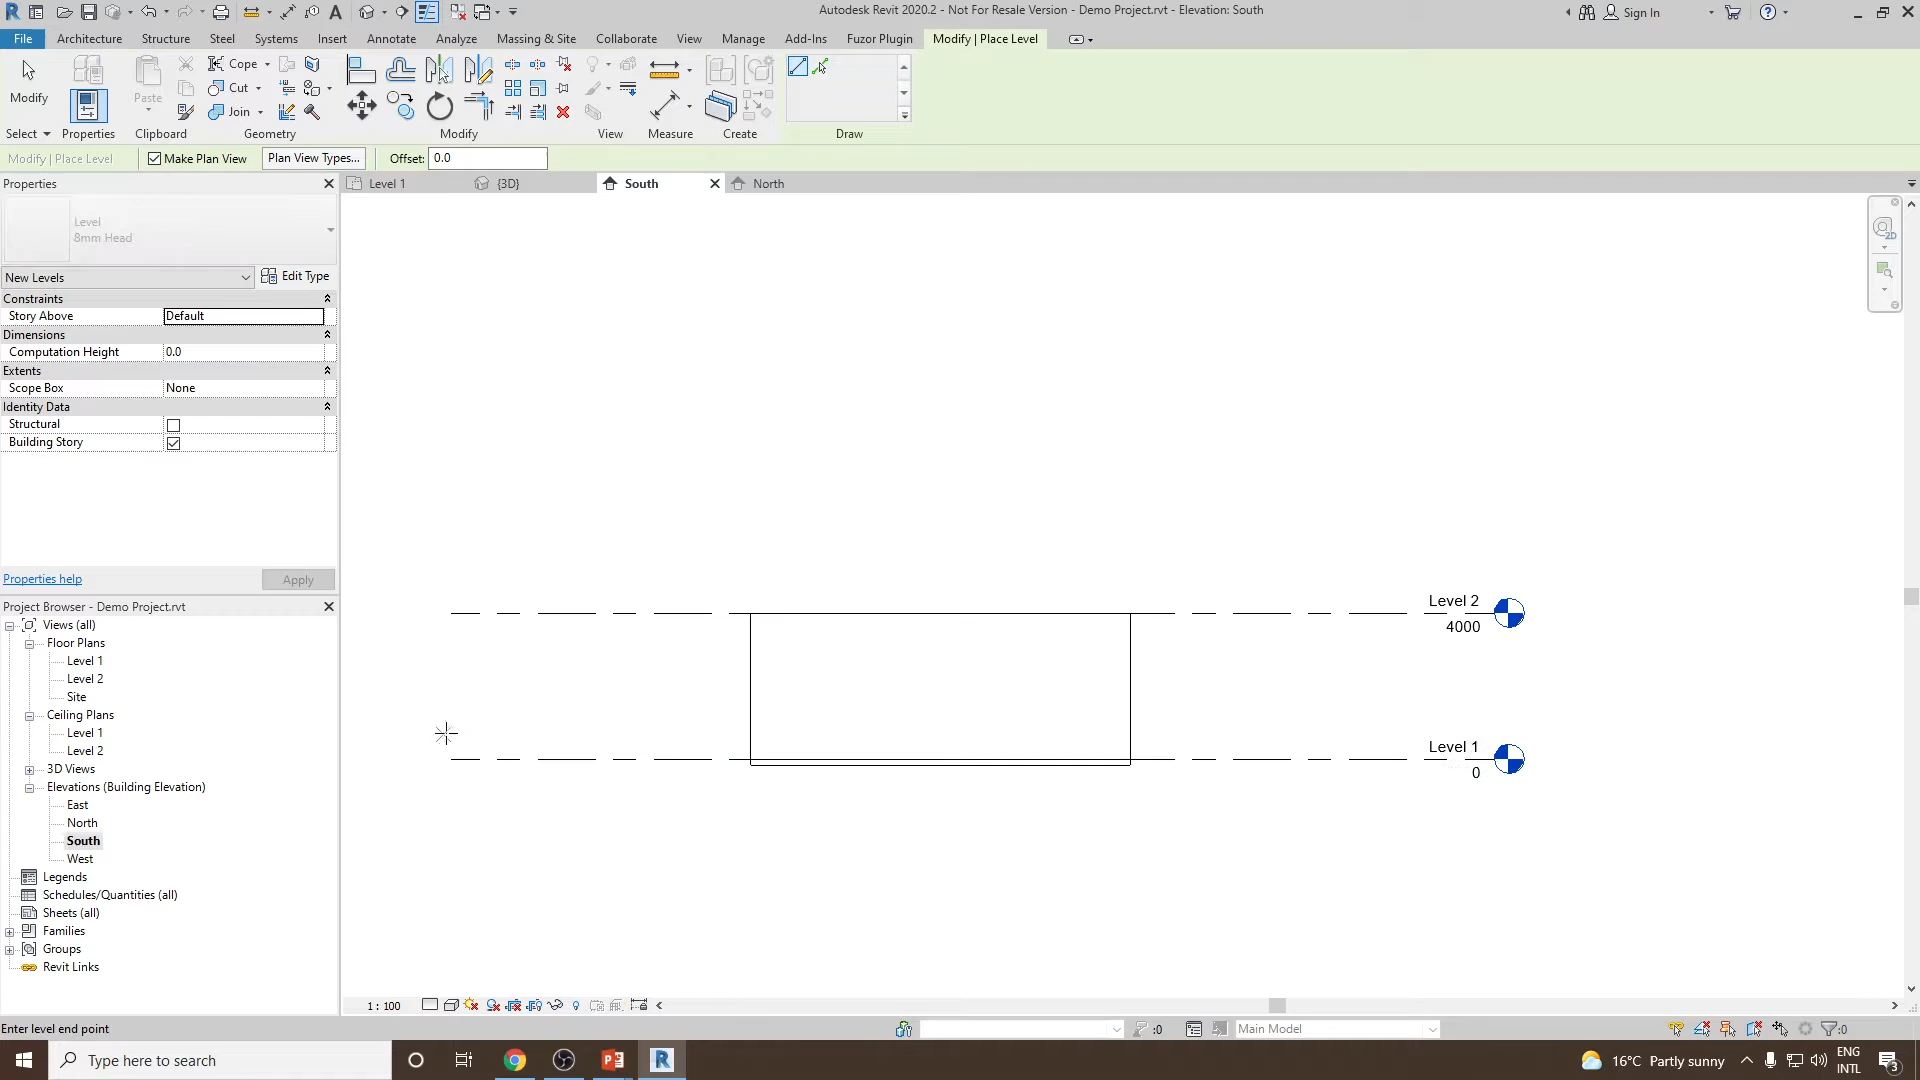 Autodesk Revit 2020.2 - Not For Resale Version - Demo Project.rvt - Elevation: South
Sign In
File Architecture Structure Steel Systems Insert Annotate Analyze Massing & Site Collaborate View Manage Add-Ins Fuzor Plugin Modify | Place Level
Modify
Paste
Cope
Cut
Join
Select Properties Clipboard Geometry Modify View Measure Create Draw
Modify | Place Level Make Plan View Plan View Types... Offset: 0.0
Properties
Level 1 {3D} South North
Level
8mm Head
New Levels Edit Type
Constraints
Story Above Default
Dimensions
Computation Height 0.0
Extents
Scope Box None
Identity Data
Structural
Building Story
Properties help Apply
Project Browser - Demo Project.rvt
Views (all)
Floor Plans
Level 1
Level 2
Site
Ceiling Plans
Level 1
Level 2
3D Views
Elevations (Building Elevation)
East
North
South
West
Legends
Schedules/Quantities (all)
Sheets (all)
Families
Groups
Revit Links
2D
Level 2
4000
Level 1
0
1 : 100
Enter level end point
:0
Main Model
:0
Type here to search
16°C Partly sunny
ENG
INTL
3